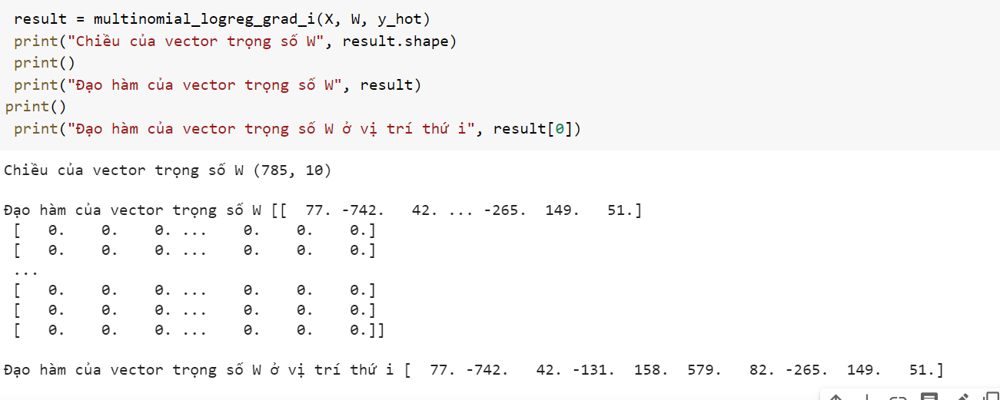 result = multinomial_logreg_grad_i(X, W, y_hot)
print("Chiều của vector trọng số W", result.shape)
print()
print("Đạo hàm của vector trọng số W", result)
print()
print("Đạo hàm của vector trọng số W ở vị trí thứ i", result[0])
Chiều của vector trọng số W (785, 10)
Đạo hàm của vector trọng số W [[  77. -742.   42. ... -265.  149.   51.]
 [   0.    0.    0. ...    0.    0.    0.]
 [   0.    0.    0. ...    0.    0.    0.]
 ...
 [   0.    0.    0. ...    0.    0.    0.]
 [   0.    0.    0. ...    0.    0.    0.]
 [   0.    0.    0. ...    0.    0.    0.]]
Đạo hàm của vector trọng số W ở vị trí thứ i [  77. -742.   42. -131.  158.  579.   82. -265.  149.   51.]